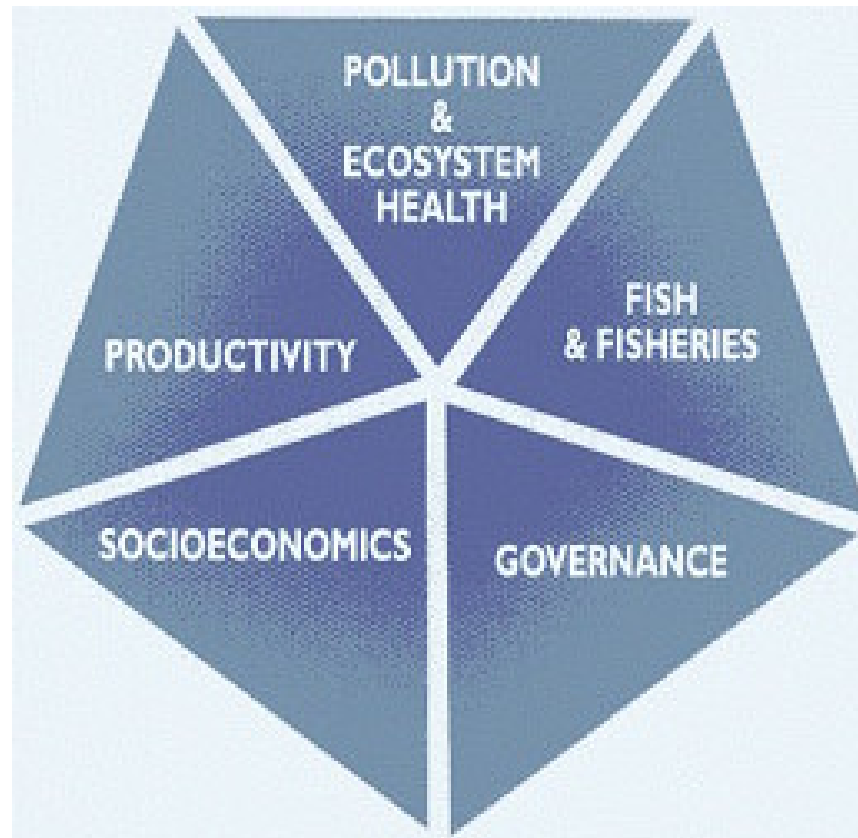 POLLUTION
&
ECOSYSTEM
HEALTH
FISH
& FISHERIES
PRODUCTIVITY
SOCIOECONOMICS
GOVERNANCE